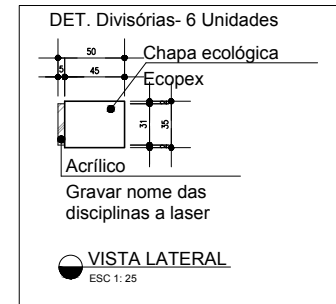 DET. Divisórias- 6 Unidades
50
Chapa ecológica
5
45
Ecopex
31
35
Acrílico
Gravar nome das
disciplinas a laser
VISTA LATERAL
ESC 1: 25